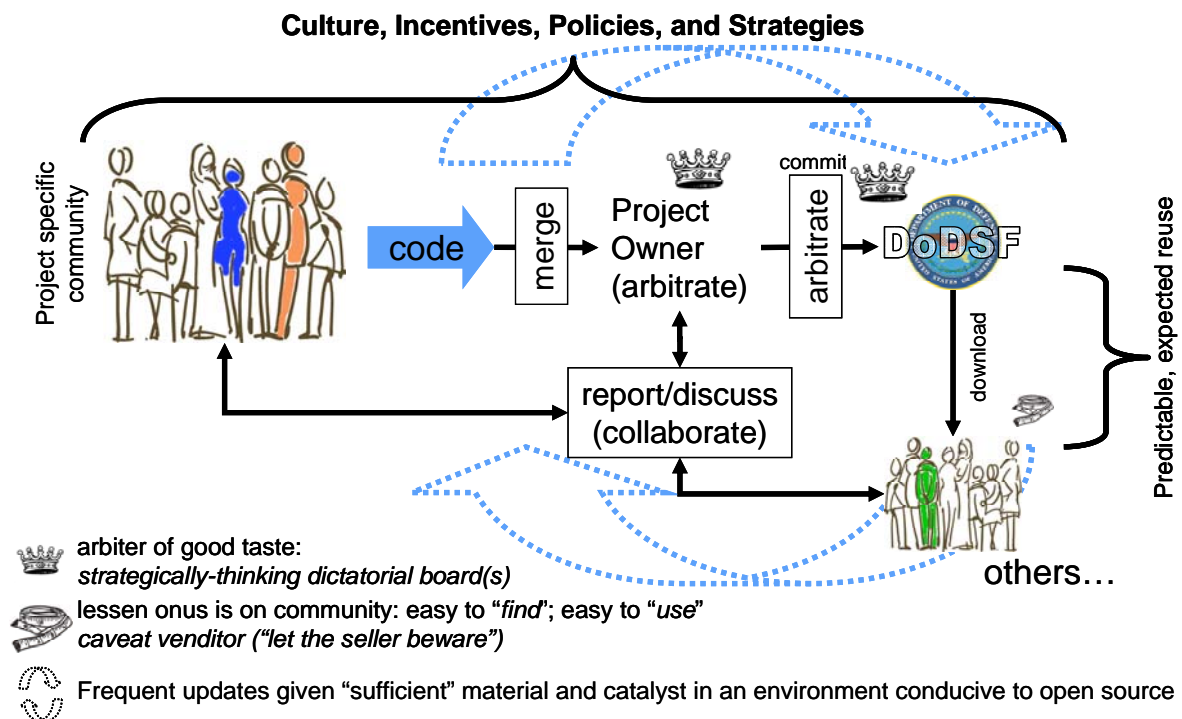 Culture, Incentives, Policies, and Strategies
Project specific
community
code
merge
Project
Owner
(arbitrate)
commit
arbitrate
DoDSF
download
report/discuss
(collaborate)
Predictable, expected reuse
others…
arbiter of good taste:
strategically-thinking dictatorial board(s)
lessen onus is on community: easy to “find”; easy to “use”
caveat venditor (“let the seller beware”)
Frequent updates given “sufficient” material and catalyst in an environment conducive to open source